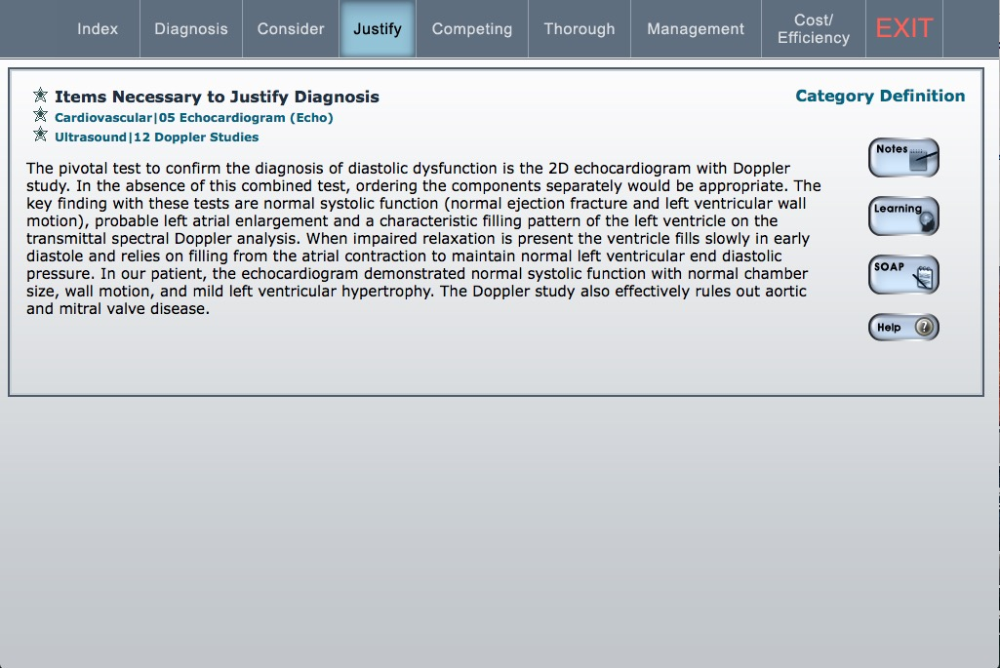 Index
Diagnosis
Consider
Justify
Competing
Thorough
Management
Cost/
Efficiency
EXIT
Items Necessary to Justify Diagnosis
Category Definition
Cardiovascular|05 Echocardiogram (Echo)
Ultrasound|12 Doppler Studies
The pivotal test to confirm the diagnosis of diastolic dysfunction is the 2D echocardiogram with Doppler
study. In the absence of this combined test, ordering the components separately would be appropriate. The
key finding with these tests are normal systolic function (normal ejection fracture and left ventricular wall
motion), probable left atrial enlargement and a characteristic filling pattern of the left ventricle on the
transmittal spectral Doppler analysis. When impaired relaxation is present the ventricle fills slowly in early
diastole and relies on filling from the atrial contraction to maintain normal left ventricular end diastolic
pressure. In our patient, the echocardiogram demonstrated normal systolic function with normal chamber
size, wall motion, and mild left ventricular hypertrophy. The Doppler study also effectively rules out aortic
and mitral valve disease.
Notes
Learning
SOAP
Help ?